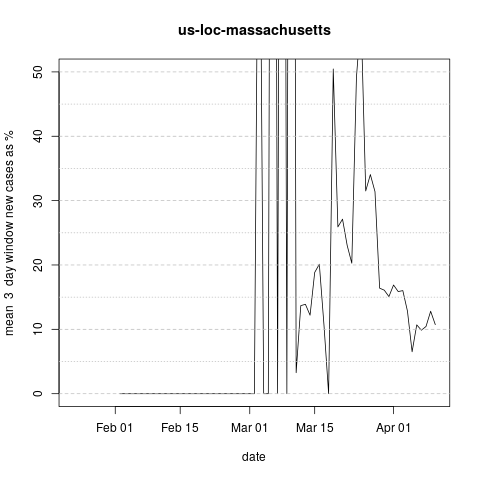 us-loc-massachusetts
mean  3  day window new cases as %
50
40
30
20
10
0
Feb 01
Feb 15
Mar 01
Mar 15
Apr 01
date